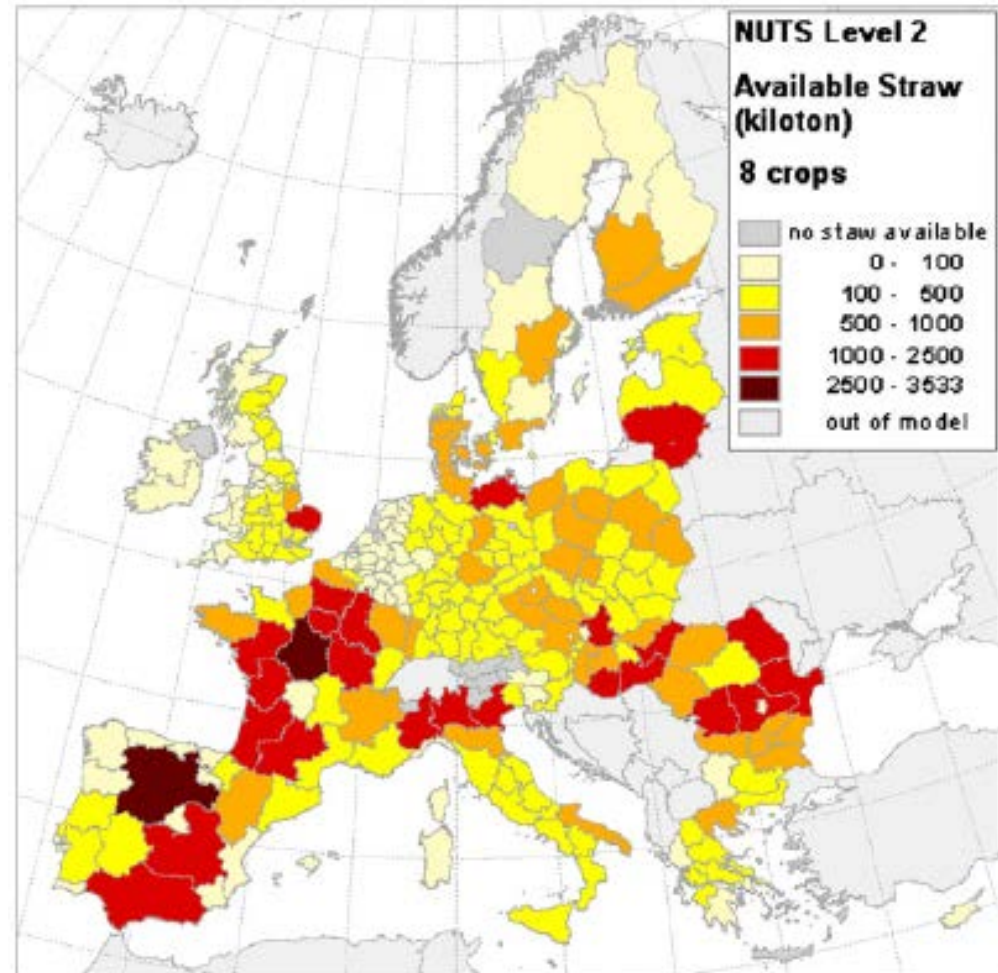 NUTS Level 2
Available Straw
(kiloton)
8 crops
no staw available
0 - 100
100 - 500
500 - 1000
1000 - 2500
2500 - 3533
out of model